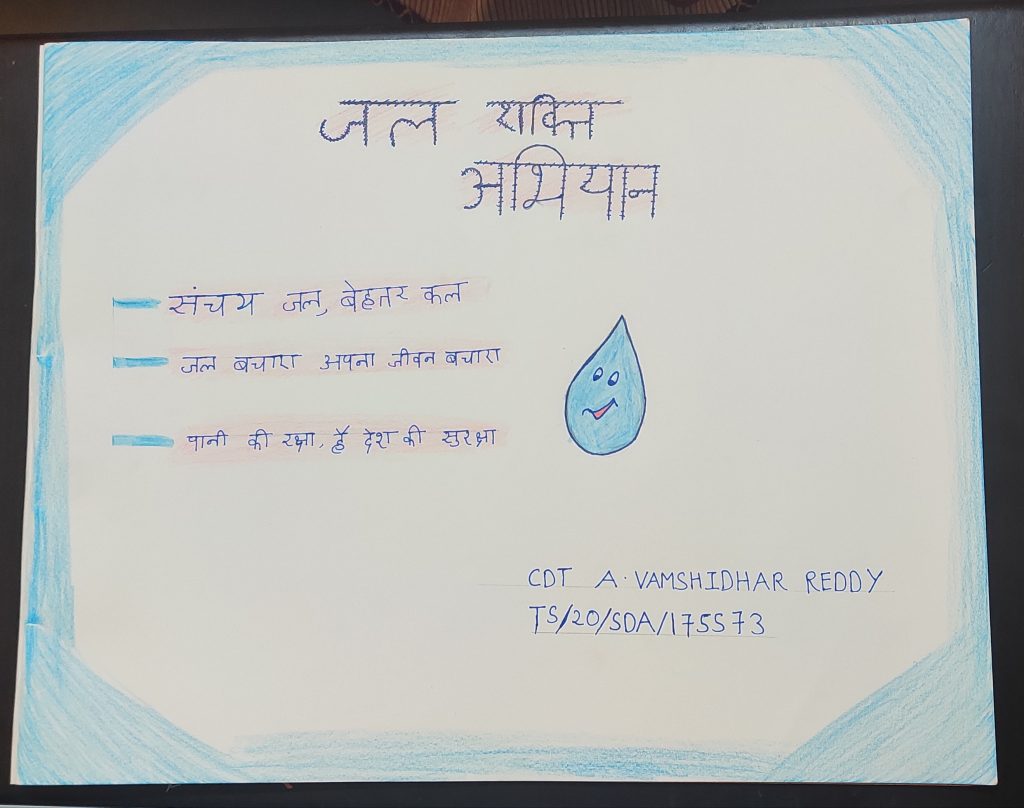 जल शक्ति
अभियान
संचय जल, बेहतर कल
जल बचारा अपना जीवन बचारा
पानी की रक्षा, है देश की सुरक्षा
CDT A. VAMSHIDHAR REDDY
TS/20/SDA/175573